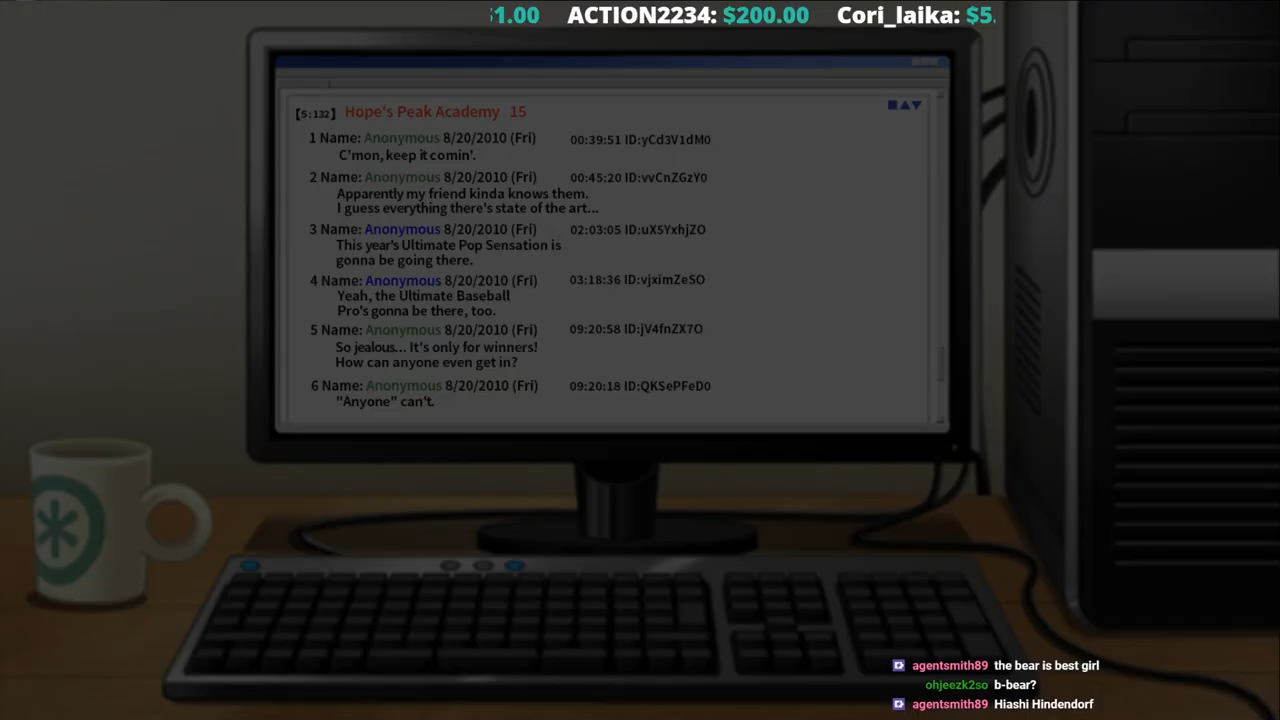 $1.00 ACTION2234: $200.00 Cori_laika: $5.
【5:132】 Hope's Peak Academy 15
1 Name: Anonymous 8/20/2010 (Fri) 00:39:51 ID:yCd3V1dM0
C'mon, keep it comin'.
2 Name: Anonymous 8/20/2010 (Fri) 00:45:20 ID:vvCnZGzY0
Apparently my friend kinda knows them.
I guess everything there's state of the art...
3 Name: Anonymous 8/20/2010 (Fri) 02:03:05 ID:uX5YxhjZO
This year's Ultimate Pop Sensation is
gonna be going there.
4 Name: Anonymous 8/20/2010 (Fri) 03:18:36 ID:vjximZeSO
Yeah, the Ultimate Baseball
Pro's gonna be there, too.
5 Name: Anonymous 8/20/2010 (Fri) 09:20:58 ID:jV4fnZX7O
So jealous... It's only for winners!
How can anyone even get in?
6 Name: Anonymous 8/20/2010 (Fri) 09:20:18 ID:QKSePFeD0
"Anyone" can't.
agentsmith89 the bear is best girl
ohjeezk2so b-bear?
agentsmith89 Hiashi Hindendorf